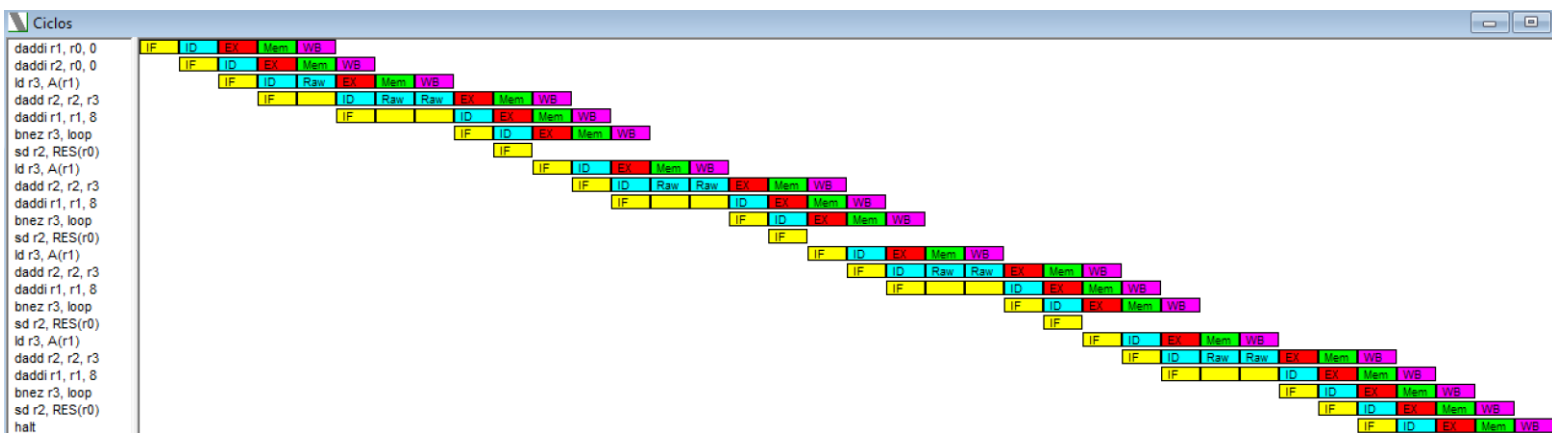 Ciclos
daddi r1, r0, 0 IF ID EX Mem WB
daddi r2, r0, 0 IF ID EX Mem WB
ld r3, A(r1) IF ID Raw EX Mem WB
dadd r2, r2, r3 IF ID Raw Raw EX Mem WB
daddi r1, r1, 8 IF ID EX Mem WB
bnez r3, loop IF ID EX Mem WB
sd r2, RES(r0) IF
ld r3, A(r1) IF ID EX Mem WB
dadd r2, r2, r3 IF ID Raw Raw EX Mem WB
daddi r1, r1, 8 IF ID EX Mem WB
bnez r3, loop IF ID EX Mem WB
sd r2, RES(r0) IF
ld r3, A(r1) IF ID EX Mem WB
dadd r2, r2, r3 IF ID Raw Raw EX Mem WB
daddi r1, r1, 8 IF ID EX Mem WB
bnez r3, loop IF ID EX Mem WB
sd r2, RES(r0) IF
ld r3, A(r1) IF ID EX Mem WB
dadd r2, r2, r3 IF ID Raw Raw EX Mem WB
daddi r1, r1, 8 IF ID EX Mem WB
bnez r3, loop IF ID EX Mem WB
sd r2, RES(r0) IF ID EX Mem WB
halt IF ID EX Mem WB